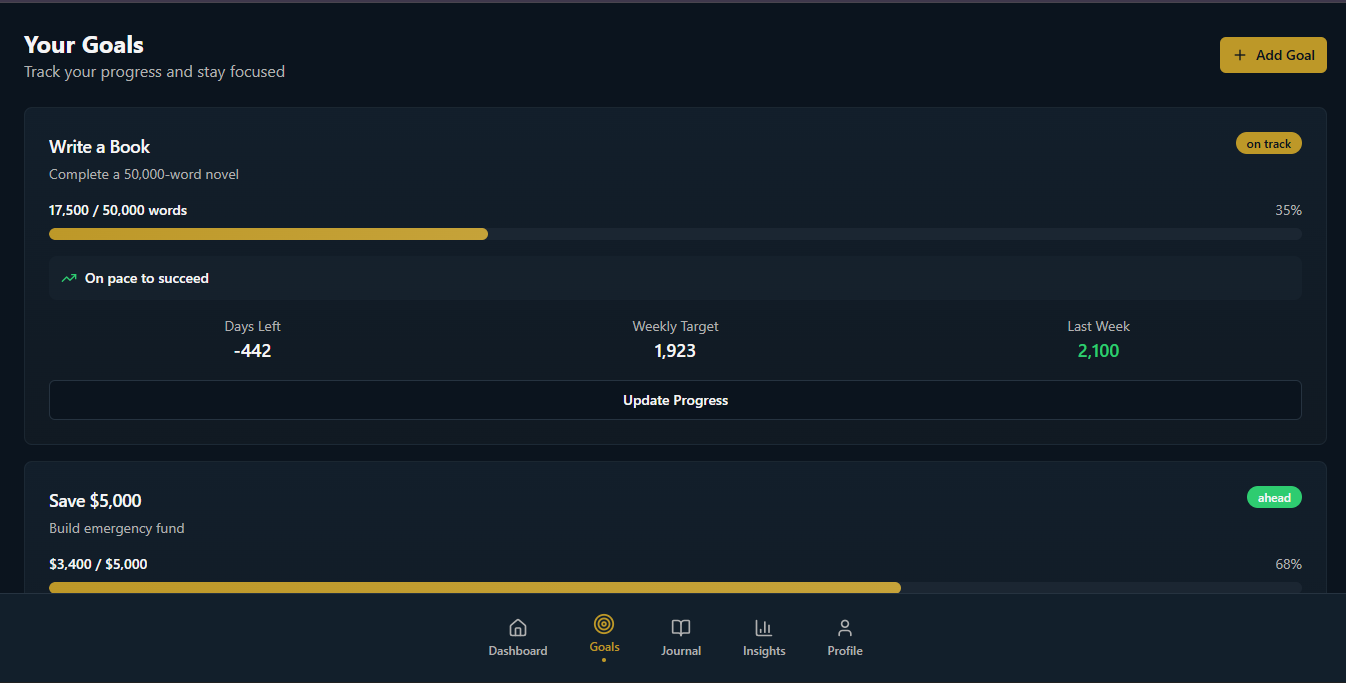 Your Goals
Track your progress and stay focused
+ Add Goal
Write a Book
on track
Complete a 50,000-word novel
17,500 / 50,000 words
35%
On pace to succeed
Days Left
Weekly Target
Last Week
-442
1,923
2,100
Update Progress
Save $5,000
ahead
Build emergency fund
$3,400 / $5,000
68%
Dashboard
Goals
Journal
Insights
Profile